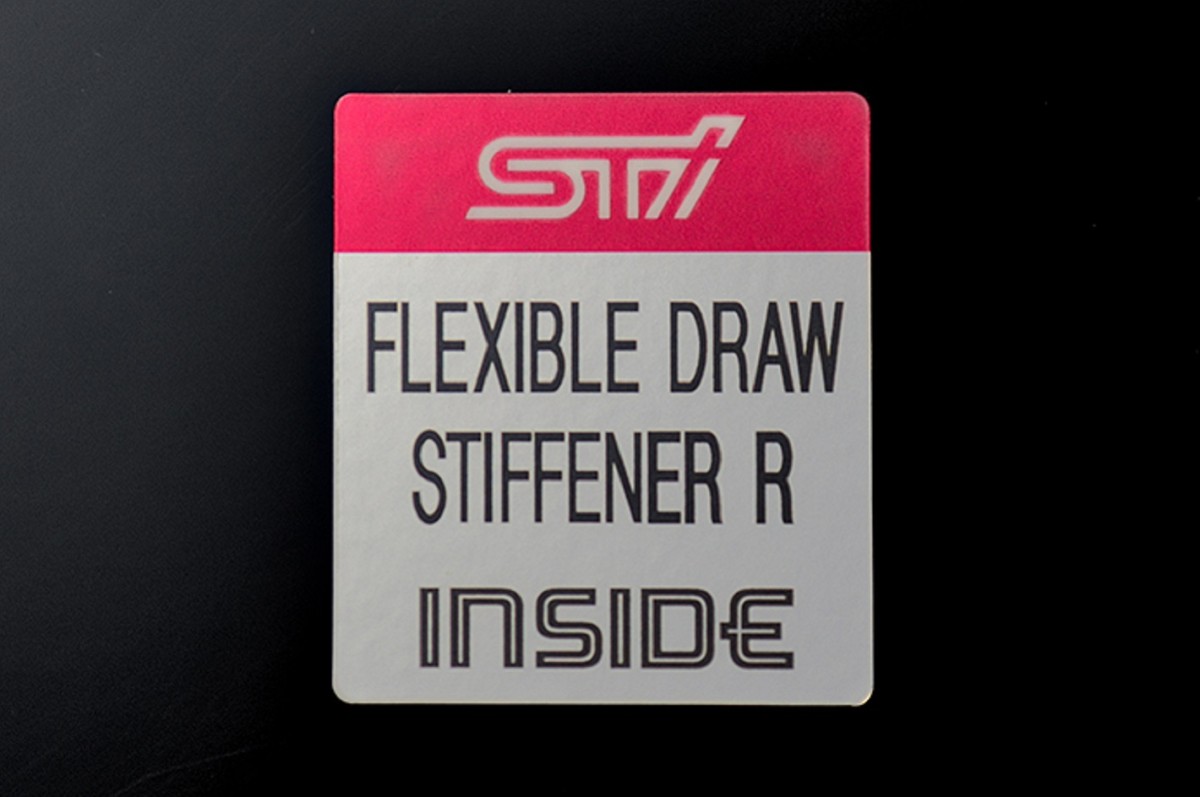 STi
FLEXIBLE DRAW
STIFFENER R
INSIDE